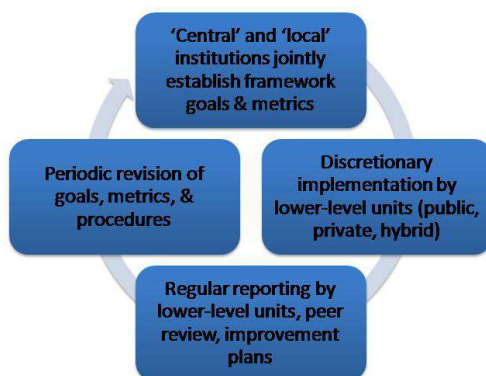 ‘Central’ and ‘local’
institutions jointly
establish framework
goals & metrics
Discretionary
implementation by
lower-level units (public,
private, hybrid)
Regular reporting by
lower-level units, peer
review, improvement
plans
Periodic revision of
goals, metrics, &
procedures